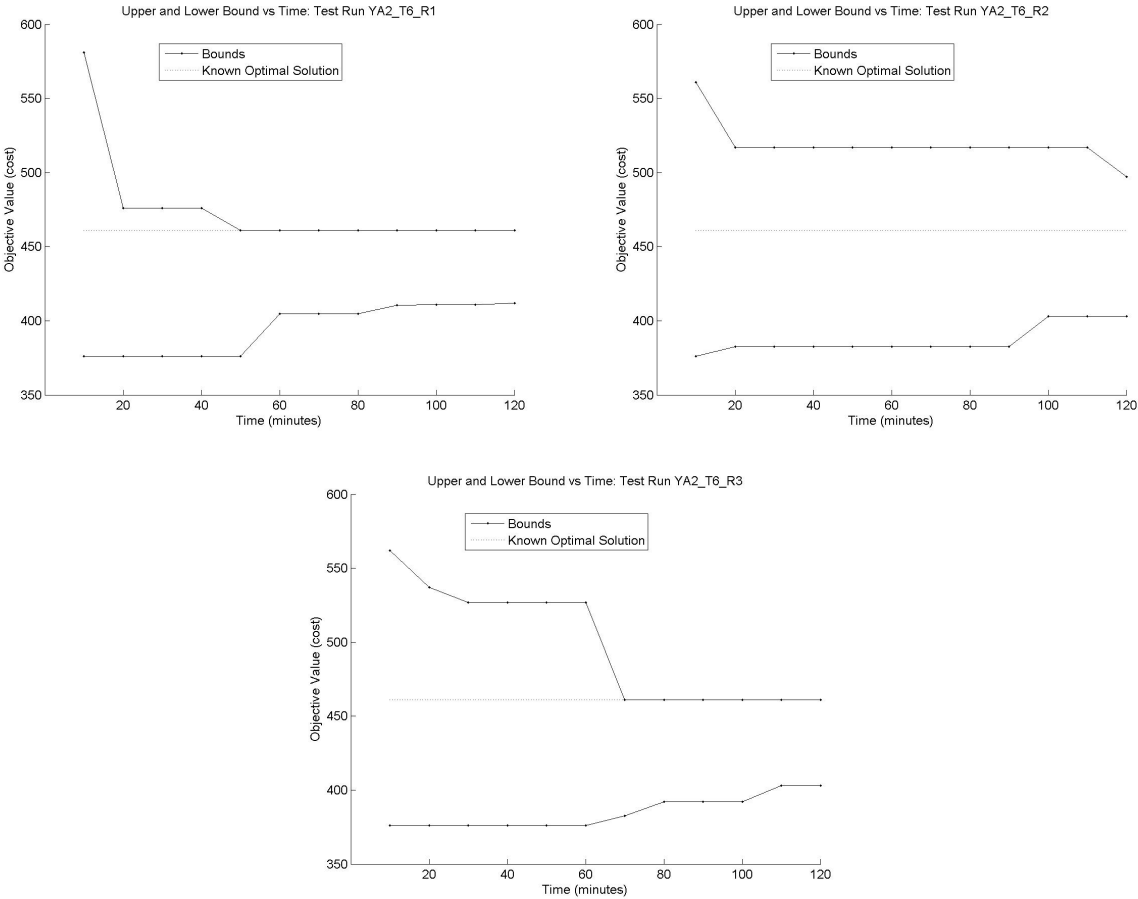 Upper and Lower Bound vs Time: Test Run YA2_T6_R1
600
550
500
450
400
350
Objective Value (cost)
Bounds
Known Optimal Solution
20 40 60 80 100 120
Time (minutes)
Upper and Lower Bound vs Time: Test Run YA2_T6_R2
600
550
500
450
400
350
Objective Value (cost)
Bounds
Known Optimal Solution
20 40 60 80 100 120
Time (minutes)
Upper and Lower Bound vs Time: Test Run YA2_T6_R3
600
550
500
450
400
350
Objective Value (cost)
Bounds
Known Optimal Solution
20 40 60 80 100 120
Time (minutes)